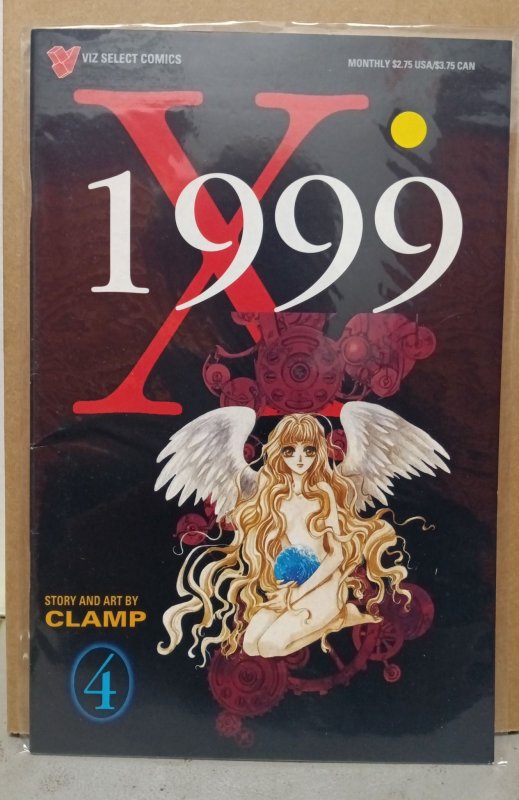 VIZ SELECT COMICS
MONTHLY $2.75 USA/$3.75 CAN
X
1999
STORY AND ART BY
CLAMP
4